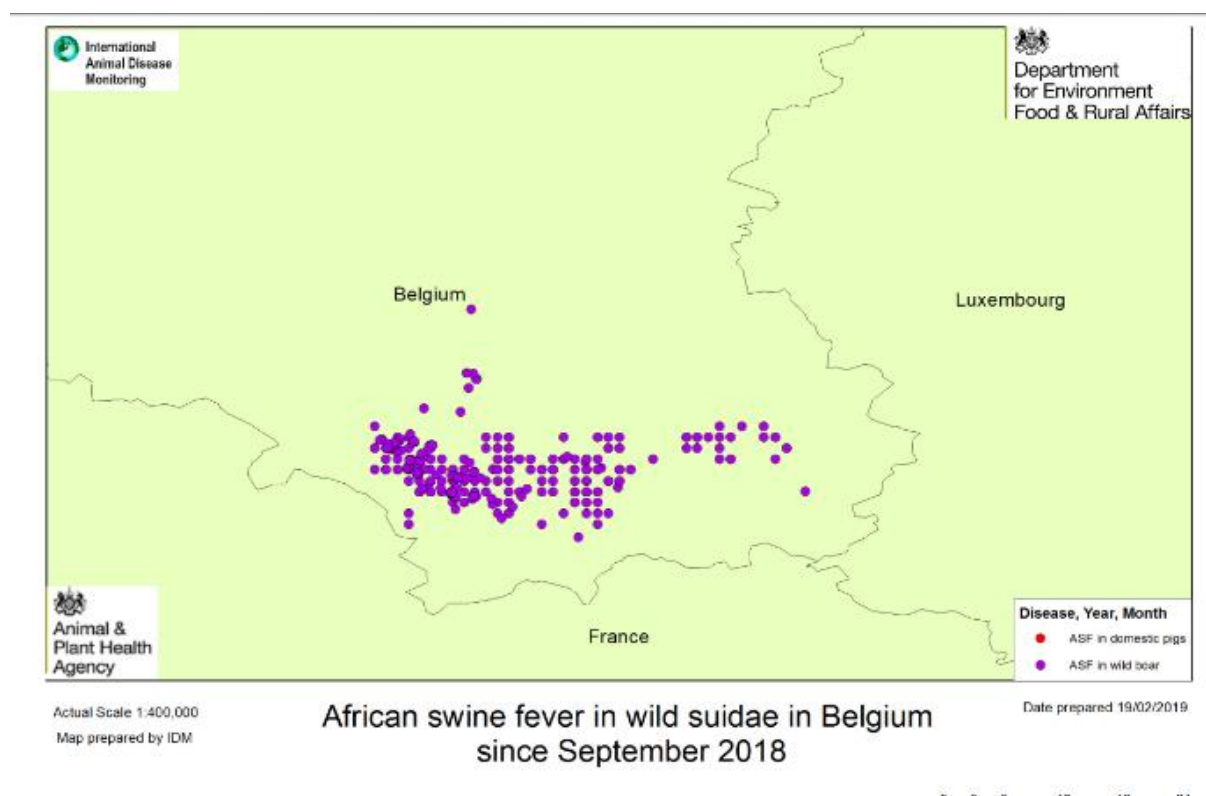 International
Animal Disease
Monitoring
Department
for Environment
Food & Rural Affairs
Belgium
Luxembourg
France
Animal &
Plant Health
Agency
Disease, Year, Month
ASF in domestic pigs
ASF in wild boar
Actual Scale 1:400,000
Map prepared by IDM
African swine fever in wild suidae in Belgium
since September 2018
Date prepared 19/02/2019